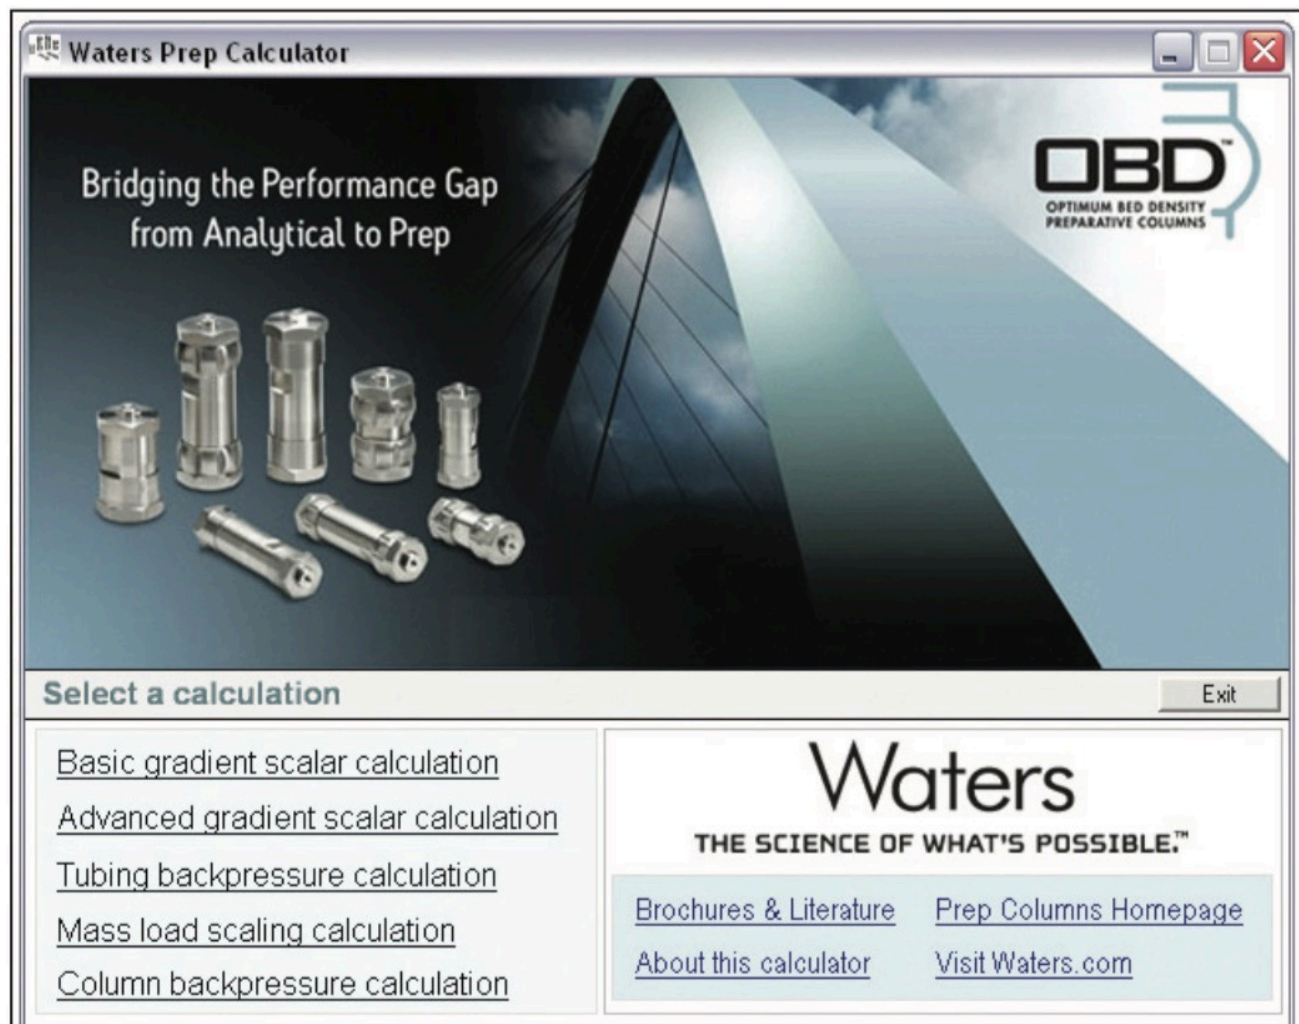 Waters Prep Calculator
Bridging the Performance Gap
from Analytical to Prep
OBD™
OPTIMUM BED DENSITY
PREPARATIVE COLUMNS
Select a calculation
Exit
Basic gradient scalar calculation
Advanced gradient scalar calculation
Tubing backpressure calculation
Mass load scaling calculation
Column backpressure calculation
Waters
THE SCIENCE OF WHAT'S POSSIBLE.™
Brochures & Literature
Prep Columns Homepage
About this calculator
Visit Waters.com